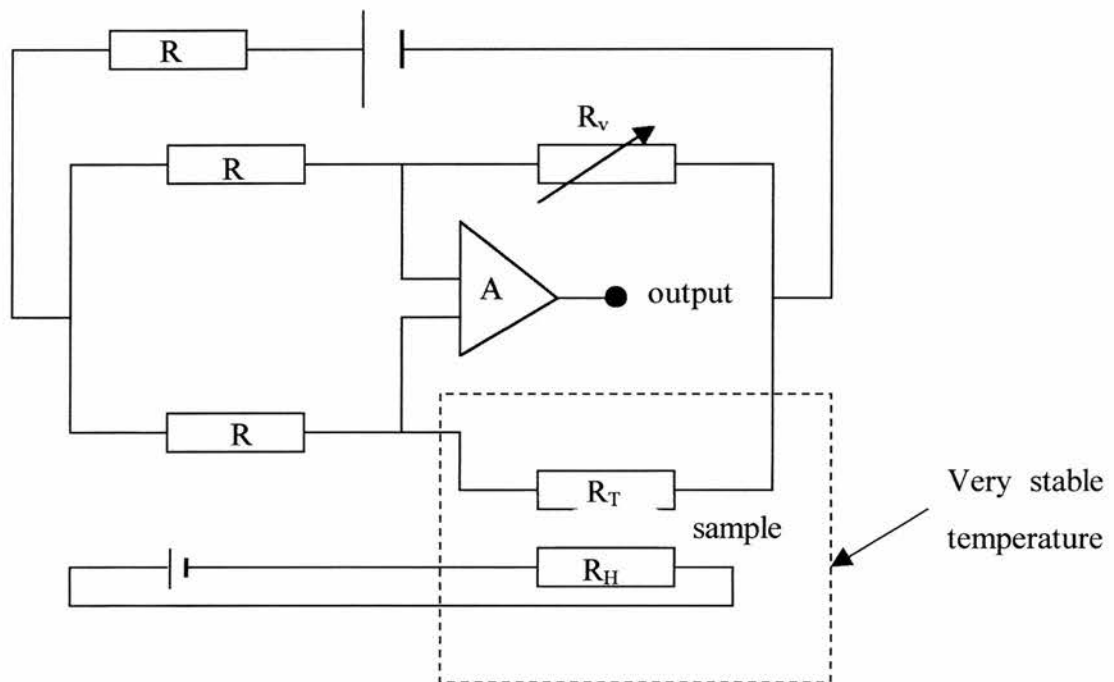 R
R
Rv
A
output
R
RT
sample
RH
Very stable
temperature